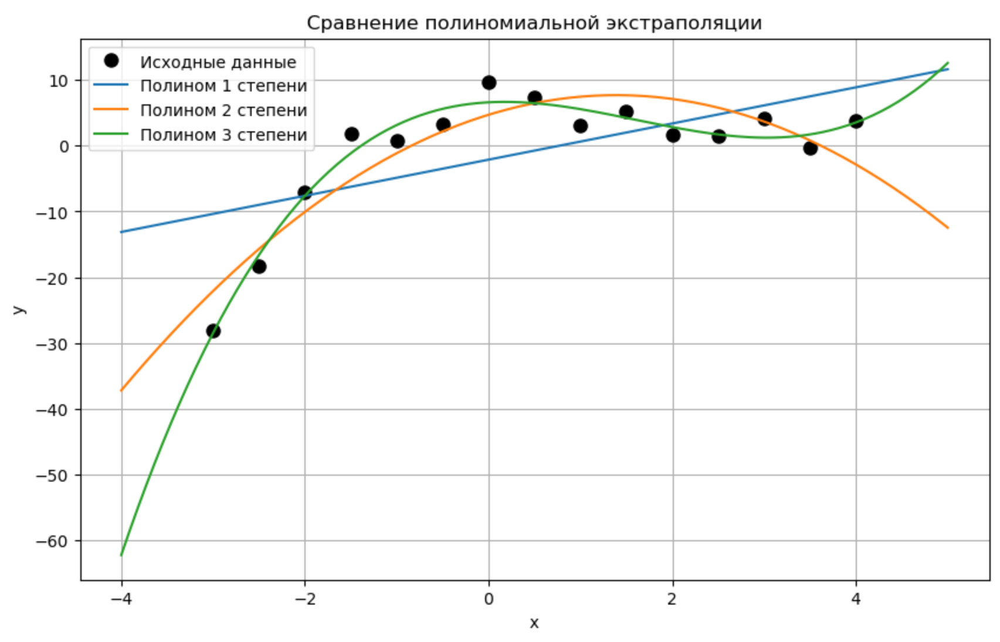 Сравнение полиномиальной экстраполяции
Исходные данные
Полином 1 степени
Полином 2 степени
Полином 3 степени
10
0
−10
−20
−30
−40
−50
−60
y
−4 −2 0 2 4
x